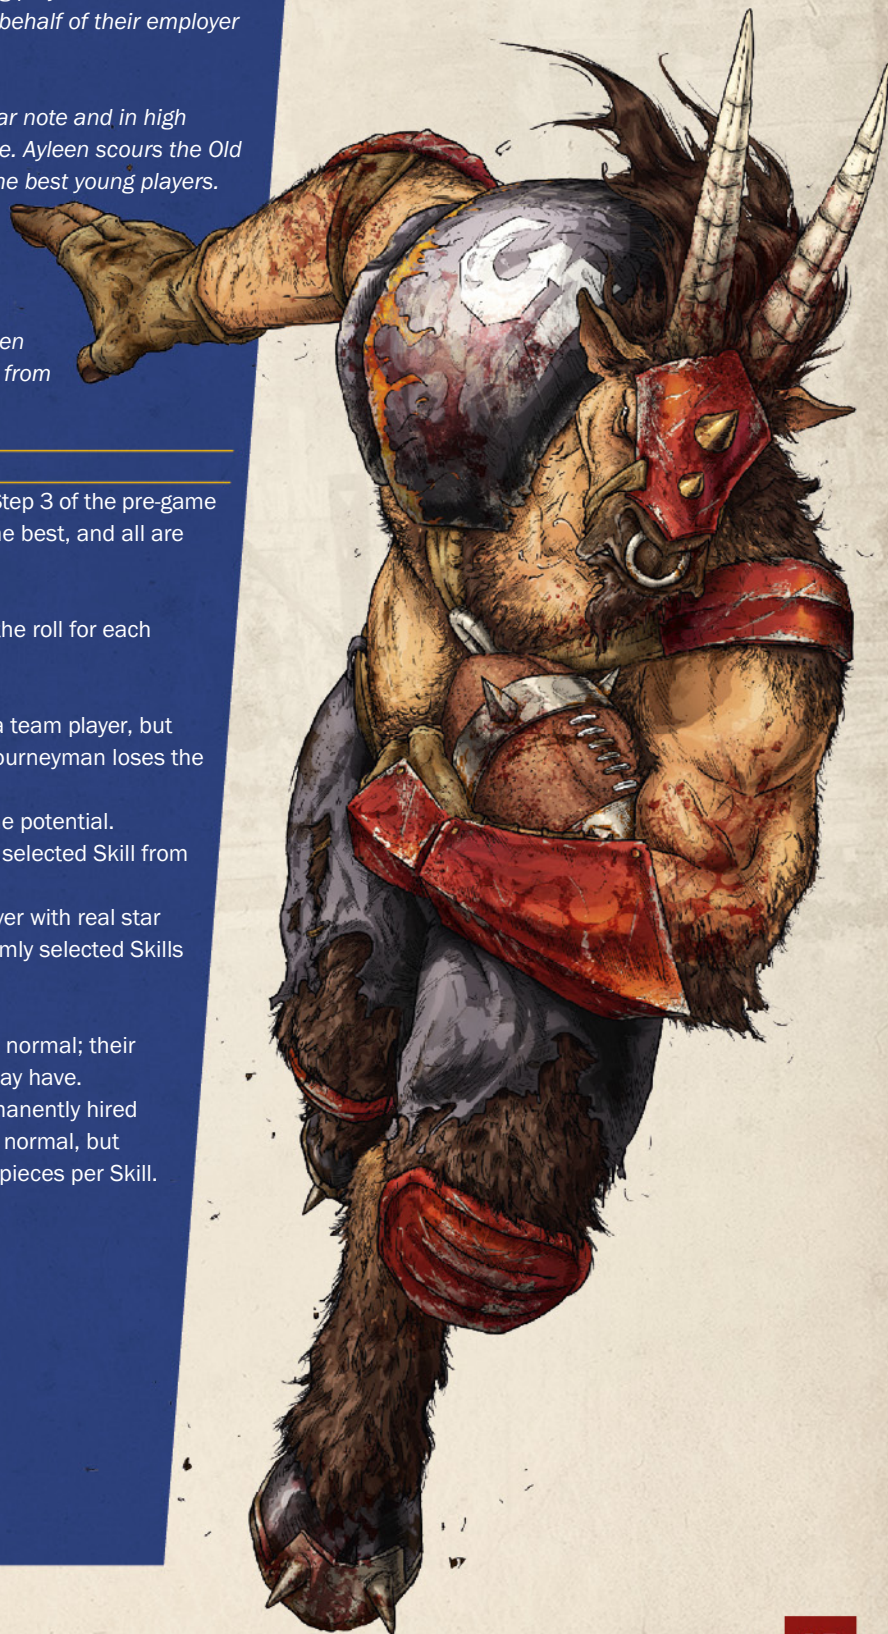 behalf of their employer
ar note and in high
e. Ayleen scours the Old
he best young players.
en
from
Step 3 of the pre-game
he best, and all are
the roll for each
a team player, but
ourneyman loses the
e potential.
selected Skill from
yer with real star
mly selected Skills
normal; their
ay have.
manently hired
normal, but
pieces per Skill.